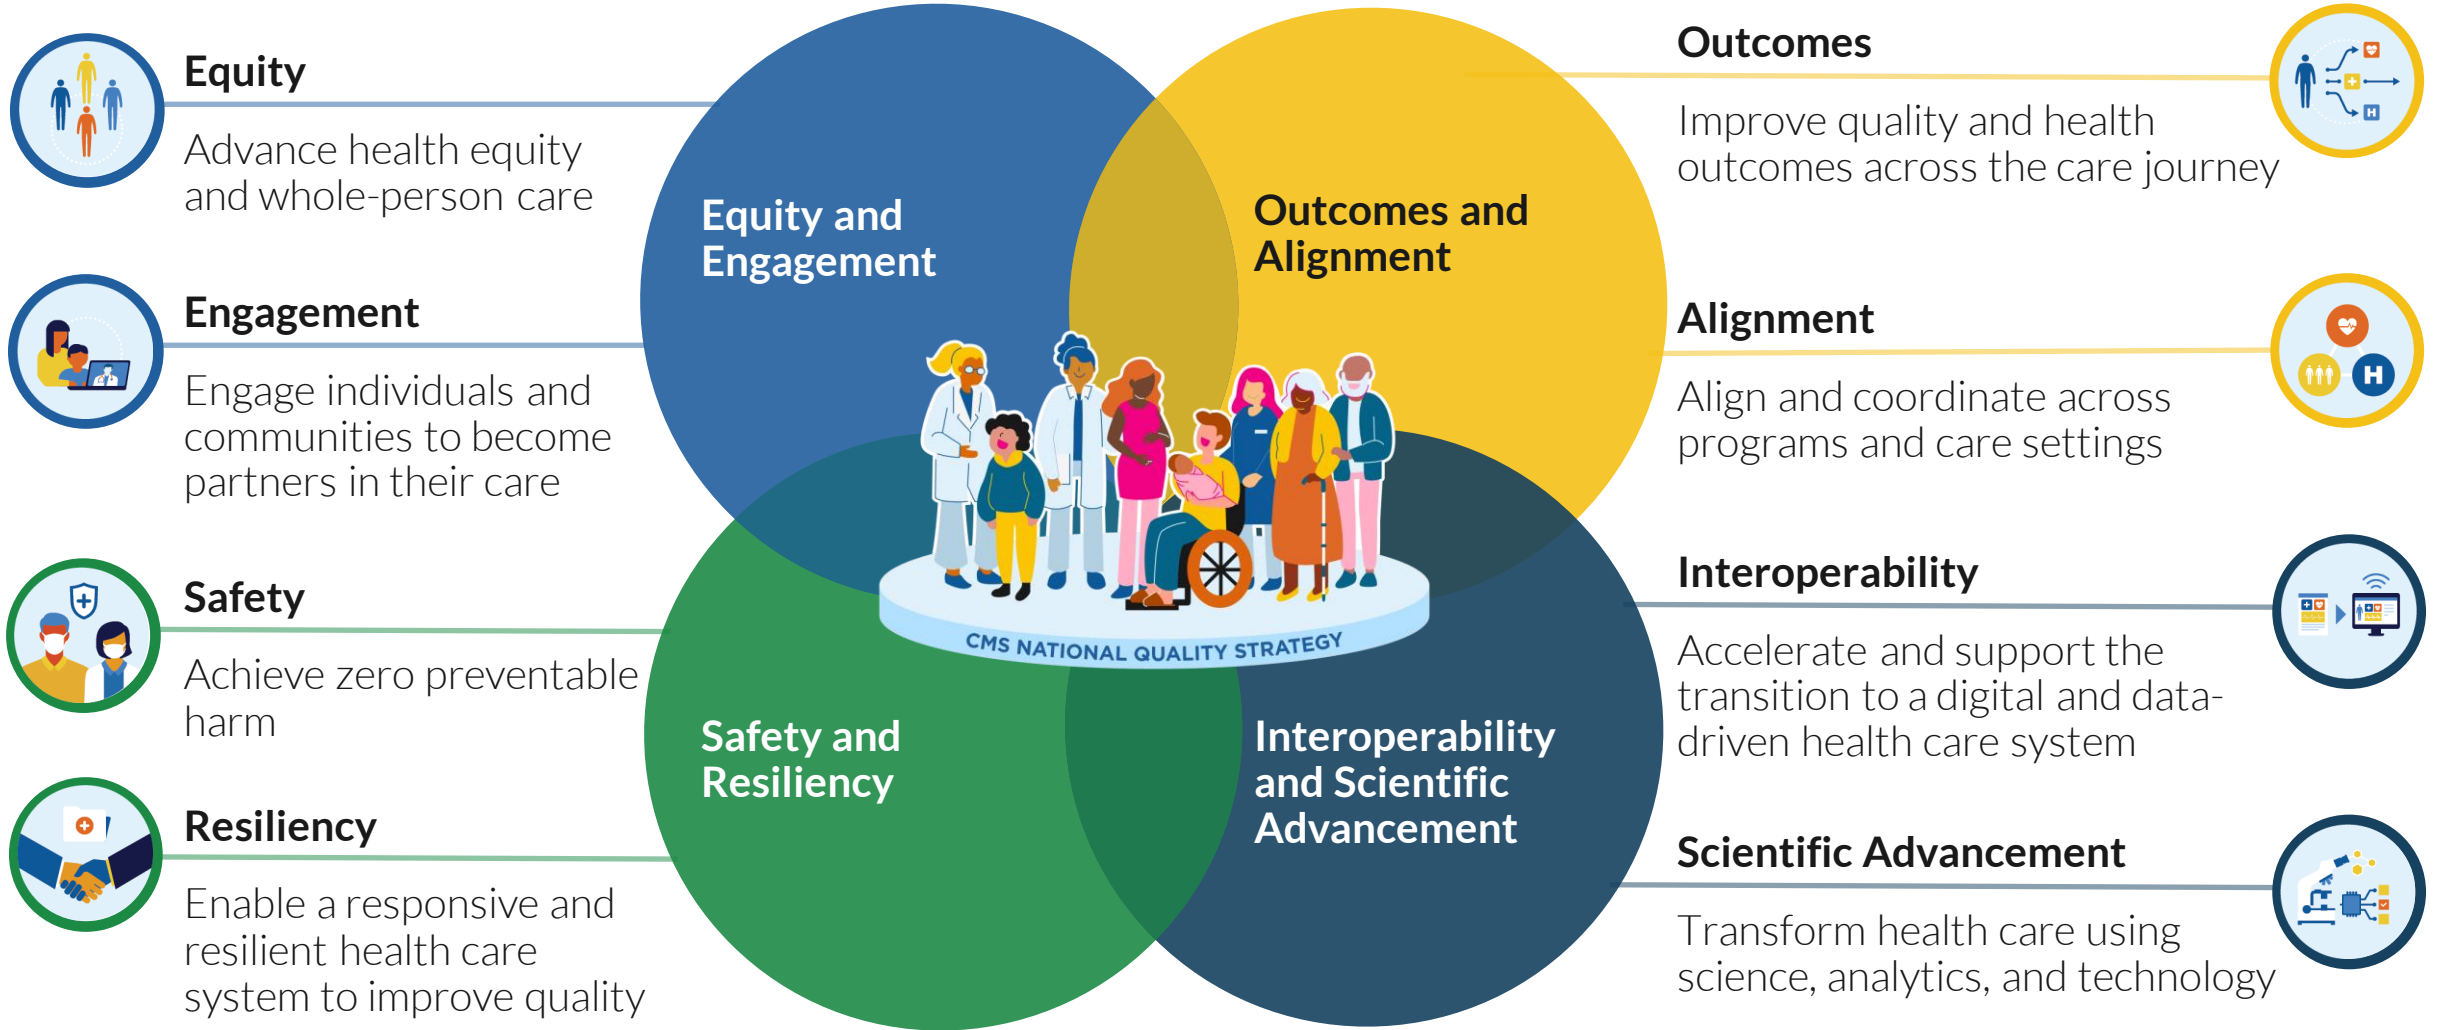 Equity
Advance health equity
and whole-person care
Engagement
Engage individuals and
communities to become
partners in their care
Safety
Achieve zero preventable
harm
Resiliency
Enable a responsive and
resilient health care
system to improve quality
Equity and
Engagement
Outcomes and
Alignment
CMS NATIONAL QUALITY STRATEGY
Safety and
Resiliency
Interoperability
and Scientific
Advancement
Outcomes
Improve quality and health
outcomes across the care journey
Alignment
Align and coordinate across
programs and care settings
H
H
Interoperability
Accelerate and support the
transition to a digital and data-
driven health care system
Scientific Advancement
Transform health care using
science, analytics, and technology